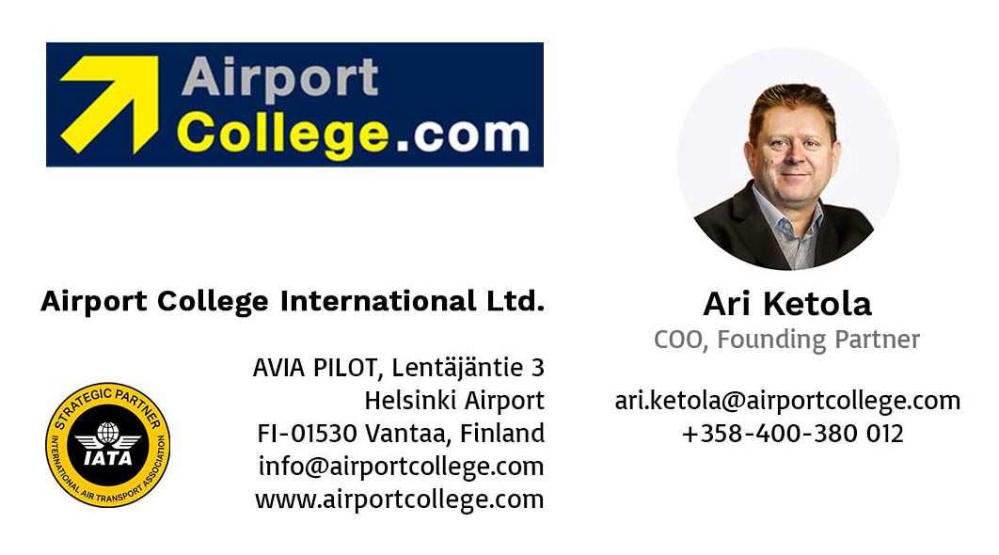 Airport
College.com
Airport College International Ltd.
AVIA PILOT, Lentäjäntie 3
Helsinki Airport
FI-01530 Vantaa, Finland
info@airportcollege.com
www.airportcollege.com
STRATEGIC PARTNER
IATA
INTERNATIONAL AIR TRANSPORT ASSOCIATION
Ari Ketola
COO, Founding Partner
ari.ketola@airportcollege.com
+358-400-380 012